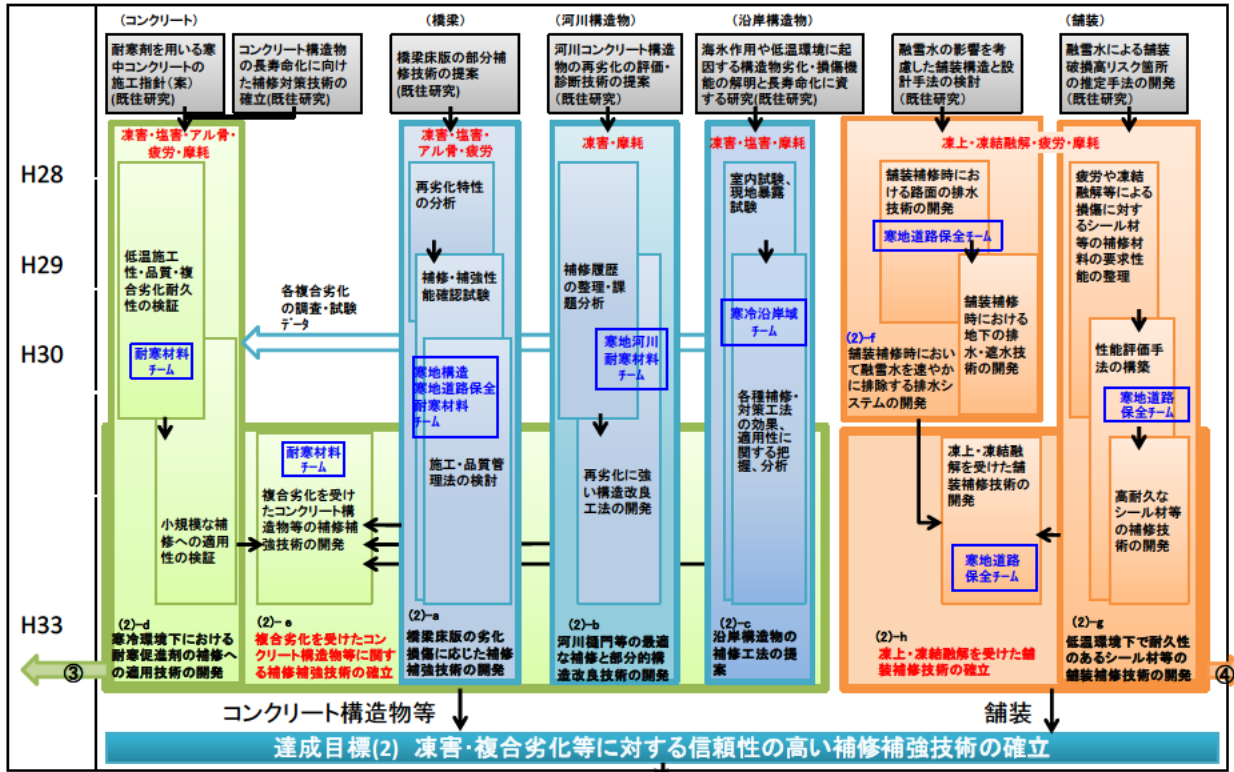 (コンクリート)
(橋梁)
(河川構造物)
(沿岸構造物)
(舗装)
耐寒剤を用いる寒
中コンクリートの
施工指針(案)
(既往研究)
コンクリート構造物
の長寿命化に向け
た補修対策技術の
確立(既往研究)
橋梁床版の部分補
修技術の提案
(既往研究)
河川コンクリート構造
物の再劣化の評価・
診断技術の提案
(既往研究)
海氷作用や低温環境に起
因する構造物劣化・損傷機
能の解明と長寿命化に資
する研究(既往研究)
融雪水の影響を考
慮した舗装構造と設
計手法の検討
(既往研究)
融雪水による舗装
破損高リスク箇所
の推定手法の開発
(既往研究)
凍害・塩害・アル骨・
疲労・摩耗
凍害・塩害・
アル骨・疲労
凍害・摩耗
凍害・塩害・摩耗
凍上・凍結融解・疲労・摩耗
H28
H29
H30
H33
低温施工
性・品質・複
合劣化耐久
性の検証
耐寒材料
チーム
小規模な補
修への適用
性の検証
(2)-d
寒冷環境下における
耐寒促進剤の補修へ
の適用技術の開発
③
各複合劣化
の調査・試験
データ
耐寒材料
チーム
複合劣化を受け
たコンクリート構
造物等の補修補
強技術の開発
(2)-e
複合劣化を受けたコン
クリート構造物等に関す
る補修補強技術の確立
再劣化特性
の分析
補修・補強性
能確認試験
寒地構造
寒地道路保全
耐寒材料
チーム
施工・品質管
理法の検討
(2)-a
橋梁床版の劣化
損傷に応じた補修
補強技術の開発
補修履歴
の整理・課
題分析
寒地河川
耐寒材料
チーム
再劣化に強
い構造改良
工法の開発
(2)-b
河川樋門等の最適
な補修と部分的構
造改良技術の開発
室内試験、
現地暴露
試験
寒冷沿岸域
チーム
各種補修・
対策工法
の効果、
適用性に
関する把
握、分析
(2)-c
沿岸構造物の
補修工法の提
案
舗装補修時にお
ける路面の排水
技術の開発
寒地道路保全チーム
舗装補修
時における
地下の排
水・遮水技
術の開発
(2)-f
舗装補修時におい
て融雪水を速やか
に排除する排水シ
ステムの開発
凍上・凍結融
解を受けた舗
装補修技術の
開発
寒地道路
保全チーム
(2)-h
凍上・凍結融解を受けた舗
装補修技術の確立
疲労や凍結
融解等による
損傷に対す
るシール材
等の補修材
料の要求性
能の整理
性能評価手
法の構築
寒地道路
保全チーム
高耐久な
シール材等
の補修技
術の開発
(2)-g
低温環境下で耐久性
のあるシール材等の
舗装補修技術の開発
④
コンクリート構造物等
舗装
達成目標(2) 凍害・複合劣化等に対する信頼性の高い補修補強技術の確立